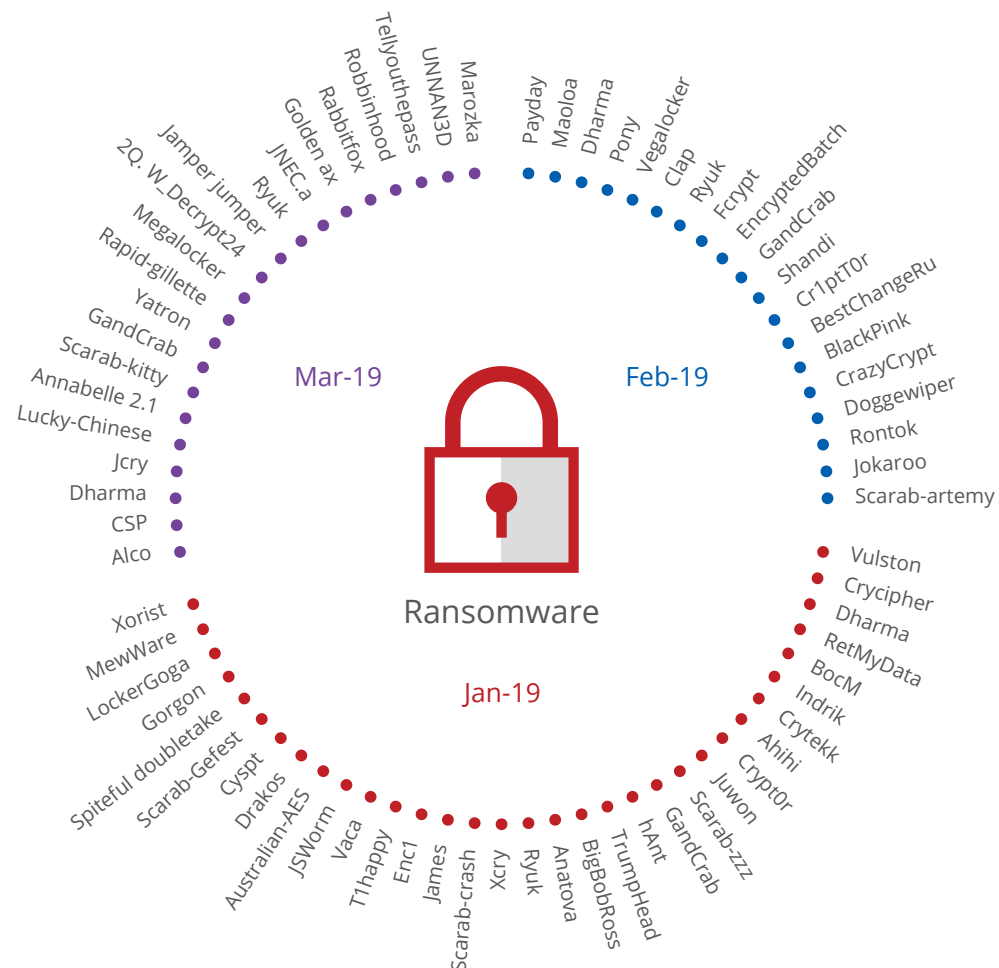 Payday
Maoloa
Dharma
Pony
Vegalocker
Clap
Ryuk
Fcrypt
EncryptedBatch
GandCrab
Shandi
Cr1ptT0r
BestChangeRu
BlackPink
CrazyCrypt
Doggewiper
Rontok
Jokaroo
Scarab-artemy
Vulston
Crycipher
Dharma
RetMyData
BocM
Indrik
Crytekk
Ahihi
Crypt0r
Juwon
Scarab-zzz
GandCrab
hAnt
TrumpHead
BigBobRoss
Anatova
Ryuk
Xcry
Scarab-crash
James
Enc1
T1happy
Vaca
JSWorm
Australian-AES
Drakos
Cyspt
Scarab-Gefest
Spiteful doubletake
Gorgon
LockerGoga
MewWare
Xorist
Alco
CSP
Dharma
Jcry
Lucky-Chinese
Annabelle 2.1
Scarab-kitty
GandCrab
Yatron
Rapid-gillette
Megalocker
2Q. W_Decrypt24
Jamper jumper
Ryuk
JNEC.a
Golden ax
Rabbitfox
Robbinhood
Tellyouthepass
UNNAN3D
Marozka
Mar-19
Feb-19
Ransomware
Jan-19